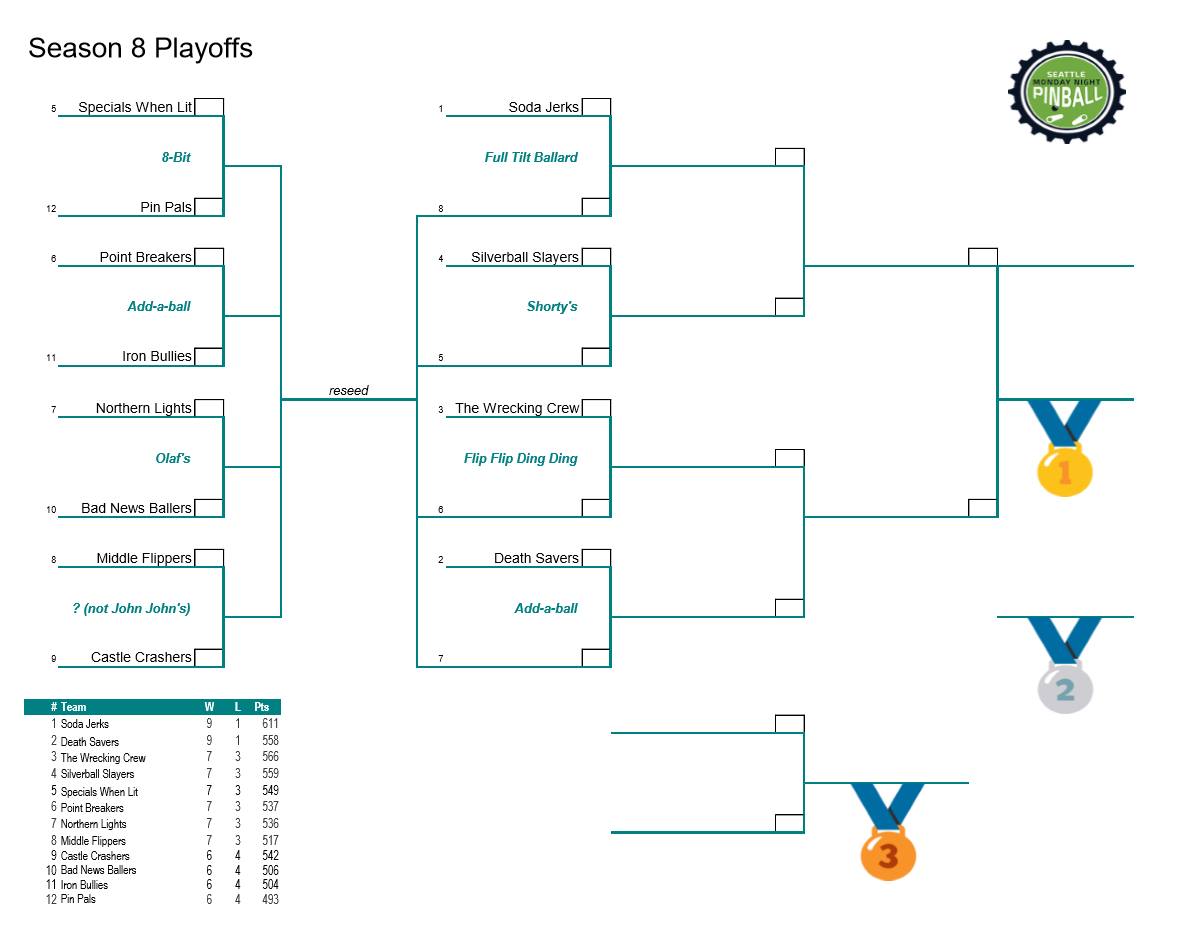 Season 8 Playoffs
SEATTLE
MONDAY NIGHT
PINBALL
5 Specials When Lit
8-Bit
12 Pin Pals
6 Point Breakers
Add-a-ball
11 Iron Bullies
7 Northern Lights
Olaf's
10 Bad News Ballers
8 Middle Flippers
? (not John John's)
9 Castle Crashers
reseed
1 Soda Jerks
Full Tilt Ballard
8
4 Silverball Slayers
Shorty's
5
3 The Wrecking Crew
Flip Flip Ding Ding
6
2 Death Savers
Add-a-ball
7
1
2
3
# Team W L Pts
1 Soda Jerks 9 1 611
2 Death Savers 9 1 558
3 The Wrecking Crew 7 3 566
4 Silverball Slayers 7 3 559
5 Specials When Lit 7 3 549
6 Point Breakers 7 3 537
7 Northern Lights 7 3 536
8 Middle Flippers 7 3 517
9 Castle Crashers 6 4 542
10 Bad News Ballers 6 4 506
11 Iron Bullies 6 4 504
12 Pin Pals 6 4 493